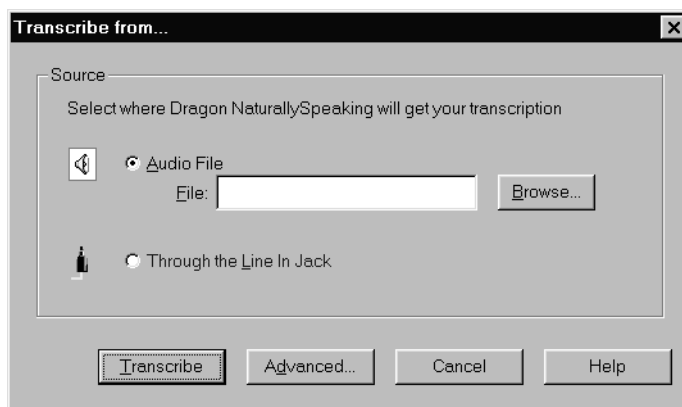 Transcribe from...
Source
Select where Dragon NaturallySpeaking will get your transcription
Audio File
File:
Browse...
Through the Line In Jack
Transcribe
Advanced...
Cancel
Help